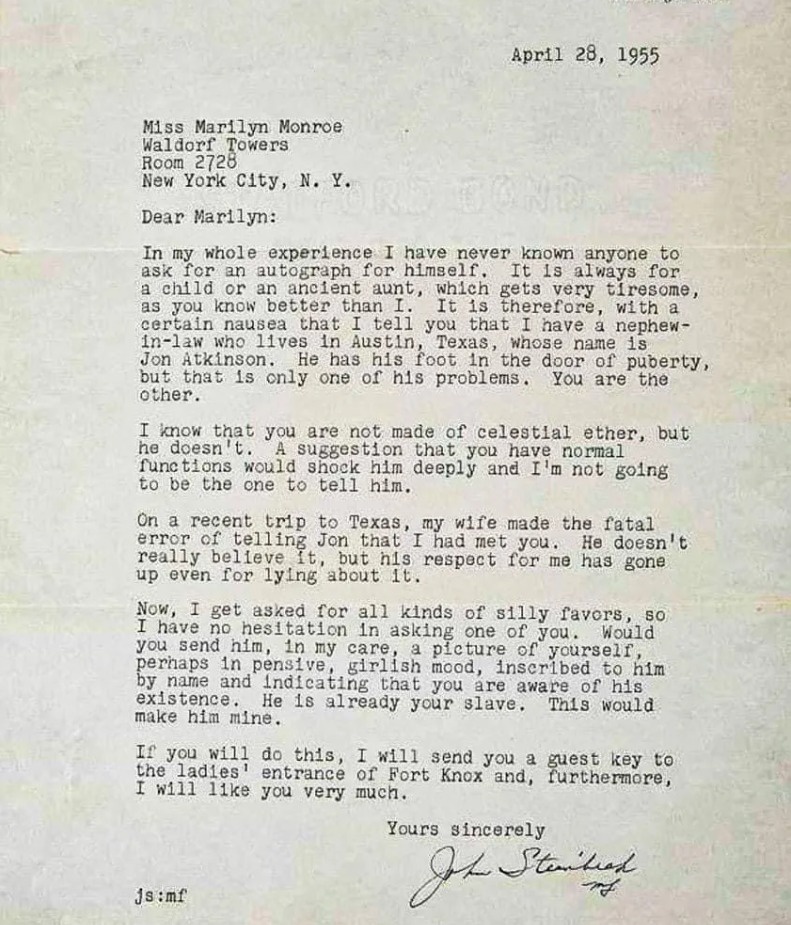 April 28, 1955
Miss Marilyn Monroe
Waldorf Towers
Room 2728
New York City, N. Y.
Dear Marilyn:
In my whole experience I have never known anyone to
ask for an autograph for himself. It is always for
a child or an ancient aunt, which gets very tiresome,
as you know better than I. It is therefore, with a
certain nausea that I tell you that I have a nephew-
in-law who lives in Austin, Texas, whose name is
Jon Atkinson. He has his foot in the door of puberty,
but that is only one of his problems. You are the
other.
I know that you are not made of celestial ether, but
he doesn't. A suggestion that you have normal
functions would shock him deeply and I'm not going
to be the one to tell him.
On a recent trip to Texas, my wife made the fatal
error of telling Jon that I had met you. He doesn't
really believe it, but his respect for me has gone
up even for lying about it.
Now, I get asked for all kinds of silly favors, so
I have no hesitation in asking one of you. Would
you send him, in my care, a picture of yourself,
perhaps in pensive, girlish mood, inscribed to him
by name and indicating that you are aware of his
existence. He is already your slave. This would
make him mine.
If you will do this, I will send you a guest key to
the ladies' entrance of Fort Knox and, furthermore,
I will like you very much.
Yours sincerely
John Steinbeck
mf
js:mf